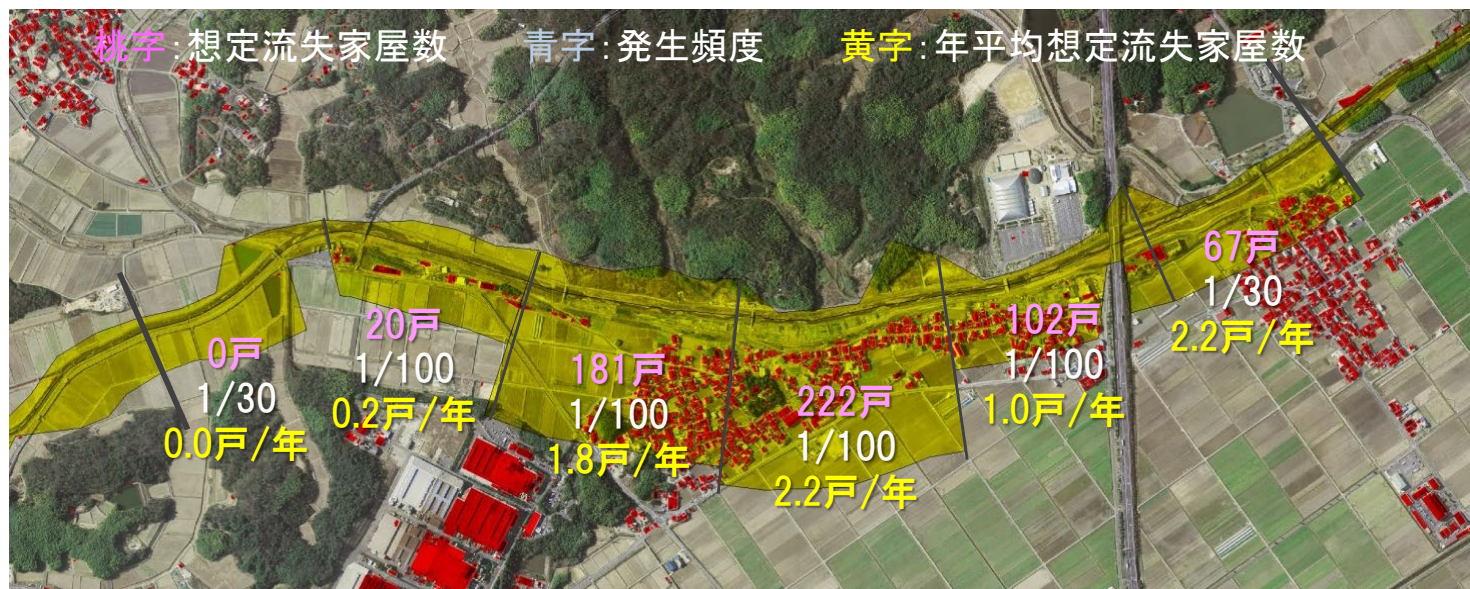 桃字:想定流失家屋数 青字:発生頻度 黄字:年平均想定流失家屋数
0戸
1/30
0.0戸/年
20戸
1/100
0.2戸/年
181戸
1/100
1.8戸/年
222戸
1/100
2.2戸/年
102戸
1/100
1.0戸/年
67戸
1/30
2.2戸/年